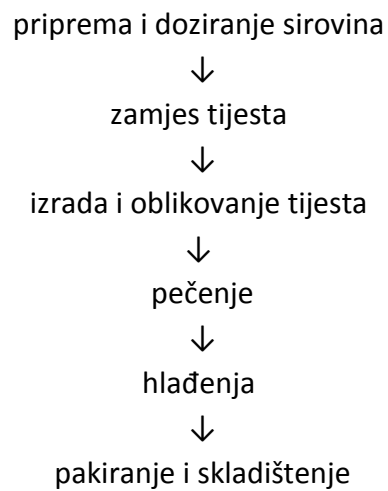 priprema i doziranje sirovina
↓
zamjes tijesta
↓
izrada i oblikovanje tijesta
↓
pečenje
↓
hlađenja
↓
pakiranje i skladištenje